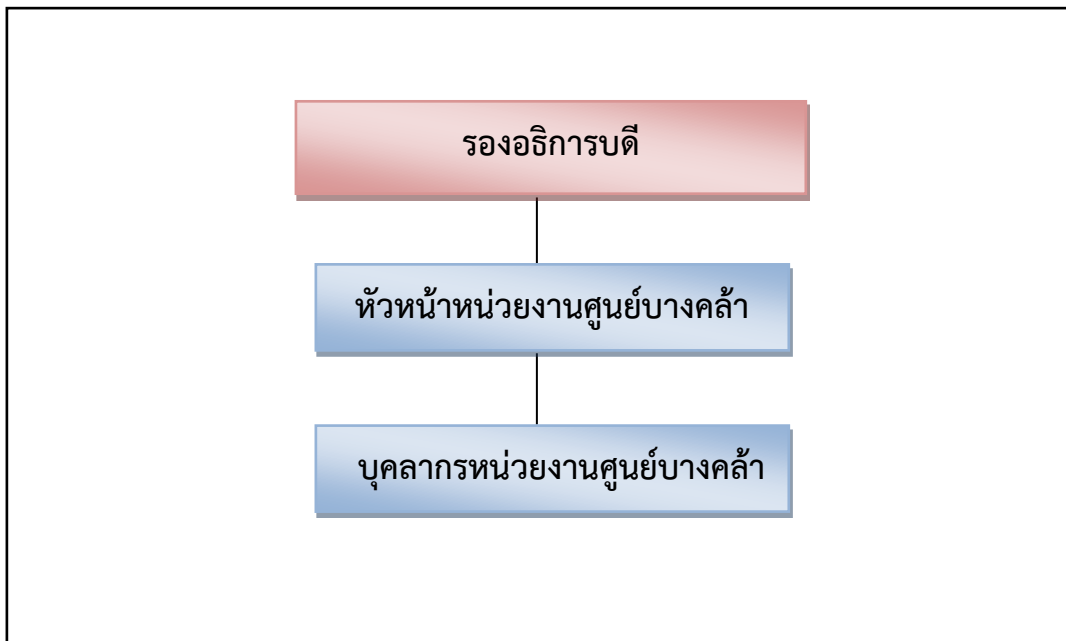 รองอธิการบดี
หัวหน้าหน่วยงานศูนย์บางคล้า
บุคลากรหน่วยงานศูนย์บางคล้า